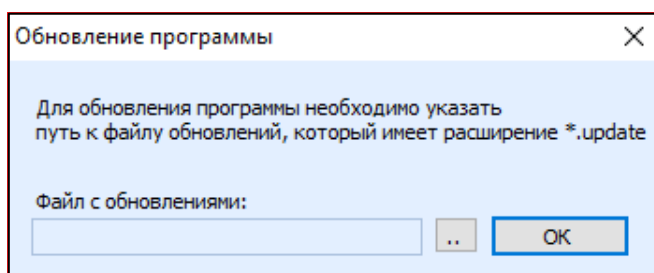 Обновление программы
Для обновления программы необходимо указать
путь к файлу обновлений, который имеет расширение *.update
Файл с обновлениями:
.. OK